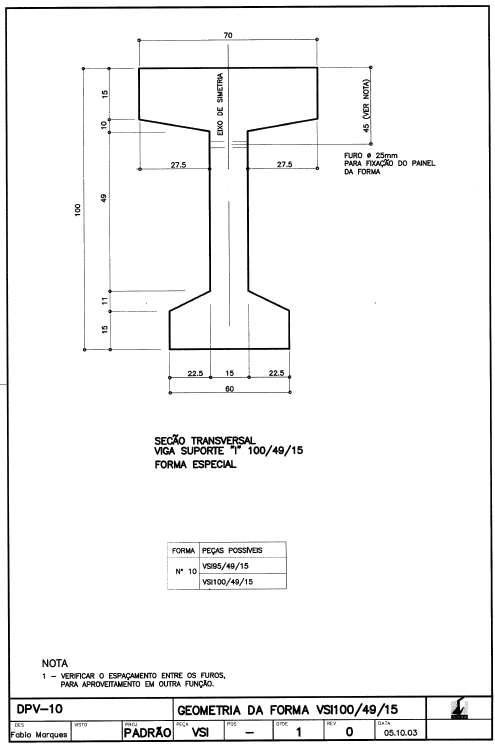 70
15
EIXO DE SIMETRIA
45 (VER NOTA)
10
FURO ø 25mm
PARA FIXAÇÃO DO PAINEL
DA FORMA
27.5
27.5
49
100
11
15
22.5
15
22.5
60
SECÃO TRANSVERSAL
VIGA SUPORTE "I" 100/49/15
FORMA ESPECIAL
FORMA PEÇAS POSSÍVEIS
N° 10 VSI95/49/15
VSI100/49/15
NOTA
1 – VERIFICAR O ESPAÇAMENTO ENTRE OS FUROS,
PARA APROVEITAMENTO EM OUTRA FUNÇÃO.
DPV–10 GEOMETRIA DA FORMA VSI100/49/15
DES VISTO PROJ PEÇA POS QTDE REV DATA
Fabio Marques PADRÃO VSI – 1 0 05.10.03